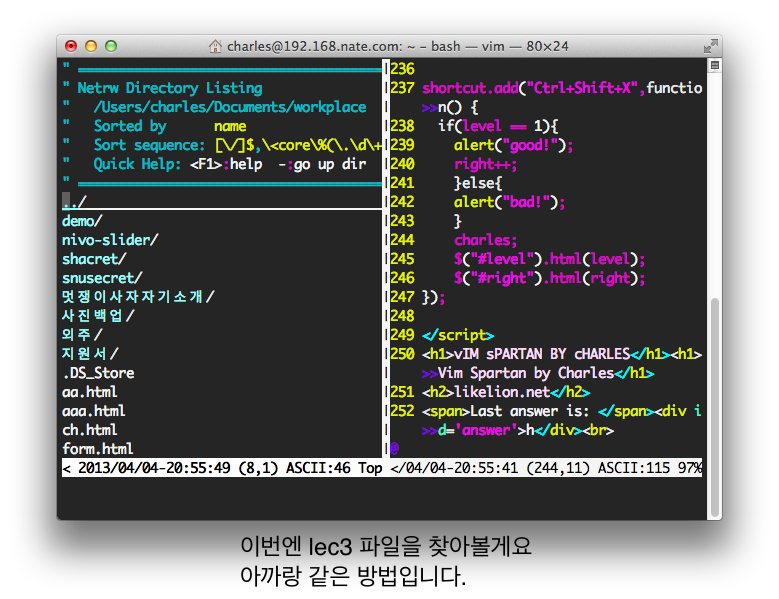 charles@192.168.nate.com: ~ - bash — vim — 80×24
" ============================================
" Netrw Directory Listing
"   /Users/charles/Documents/workplace
"   Sorted by      name
"   Sort sequence: [\/]$,\<core\%(\.\d\+
"   Quick Help: <F1>:help  -:go up dir
" ============================================
../
demo/
nivo-slider/
shacret/
snusecret/
멋쟁이사자자기소개/
사진백업/
외주/
지원서/
.DS_Store
aa.html
aaa.html
ch.html
form.html
< 2013/04/04-20:55:49 (8,1) ASCII:46 Top
236
237 shortcut.add("Ctrl+Shift+X",functio
>>n() {
238   if(level == 1){
239     alert("good!");
240     right++;
241     }else{
242     alert("bad!");
243     }
244     charles;
245     $("#level").html(level);
246     $("#right").html(right);
247 });
248
249 </script>
250 <h1>vIM sPARTAN BY cHARLES</h1><h1>
>>Vim Spartan by Charles</h1>
251 <h2>likelion.net</h2>
252 <span>Last answer is: </span><div i
>>d='answer'>h</div><br>
@
</04/04-20:55:41 (244,11) ASCII:115 97%
이번엔 lec3 파일을 찾아볼게요
아까랑 같은 방법입니다.